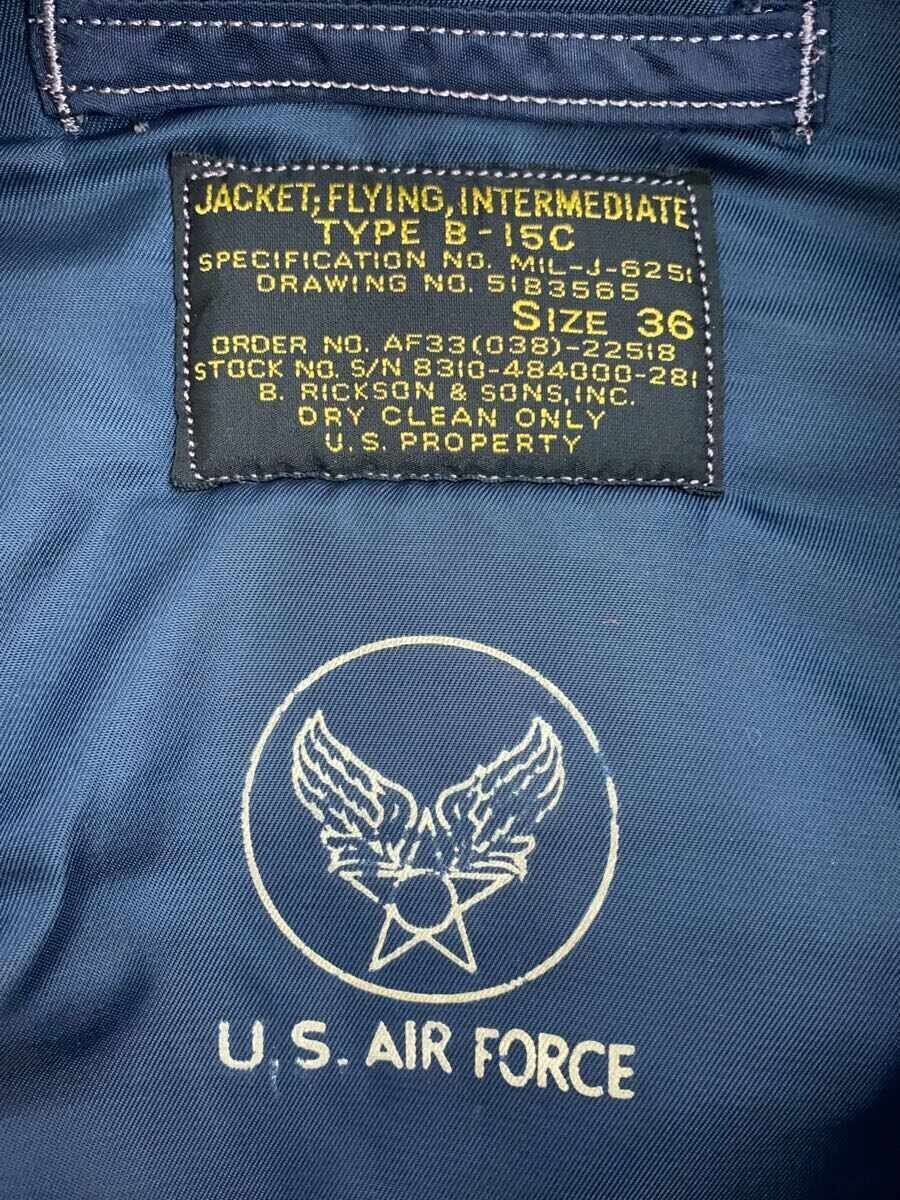 JACKET, FLYING, INTERMEDIATE
TYPE B-15C
SPECIFICATION NO. MIL-J-6251
DRAWING NO. 51B3565
SIZE 36
ORDER NO. AF33(038)-22518
STOCK NO. S/N 8310-484000-281
B. RICKSON & SONS, INC.
DRY CLEAN ONLY
U.S. PROPERTY
U.S. AIR FORCE